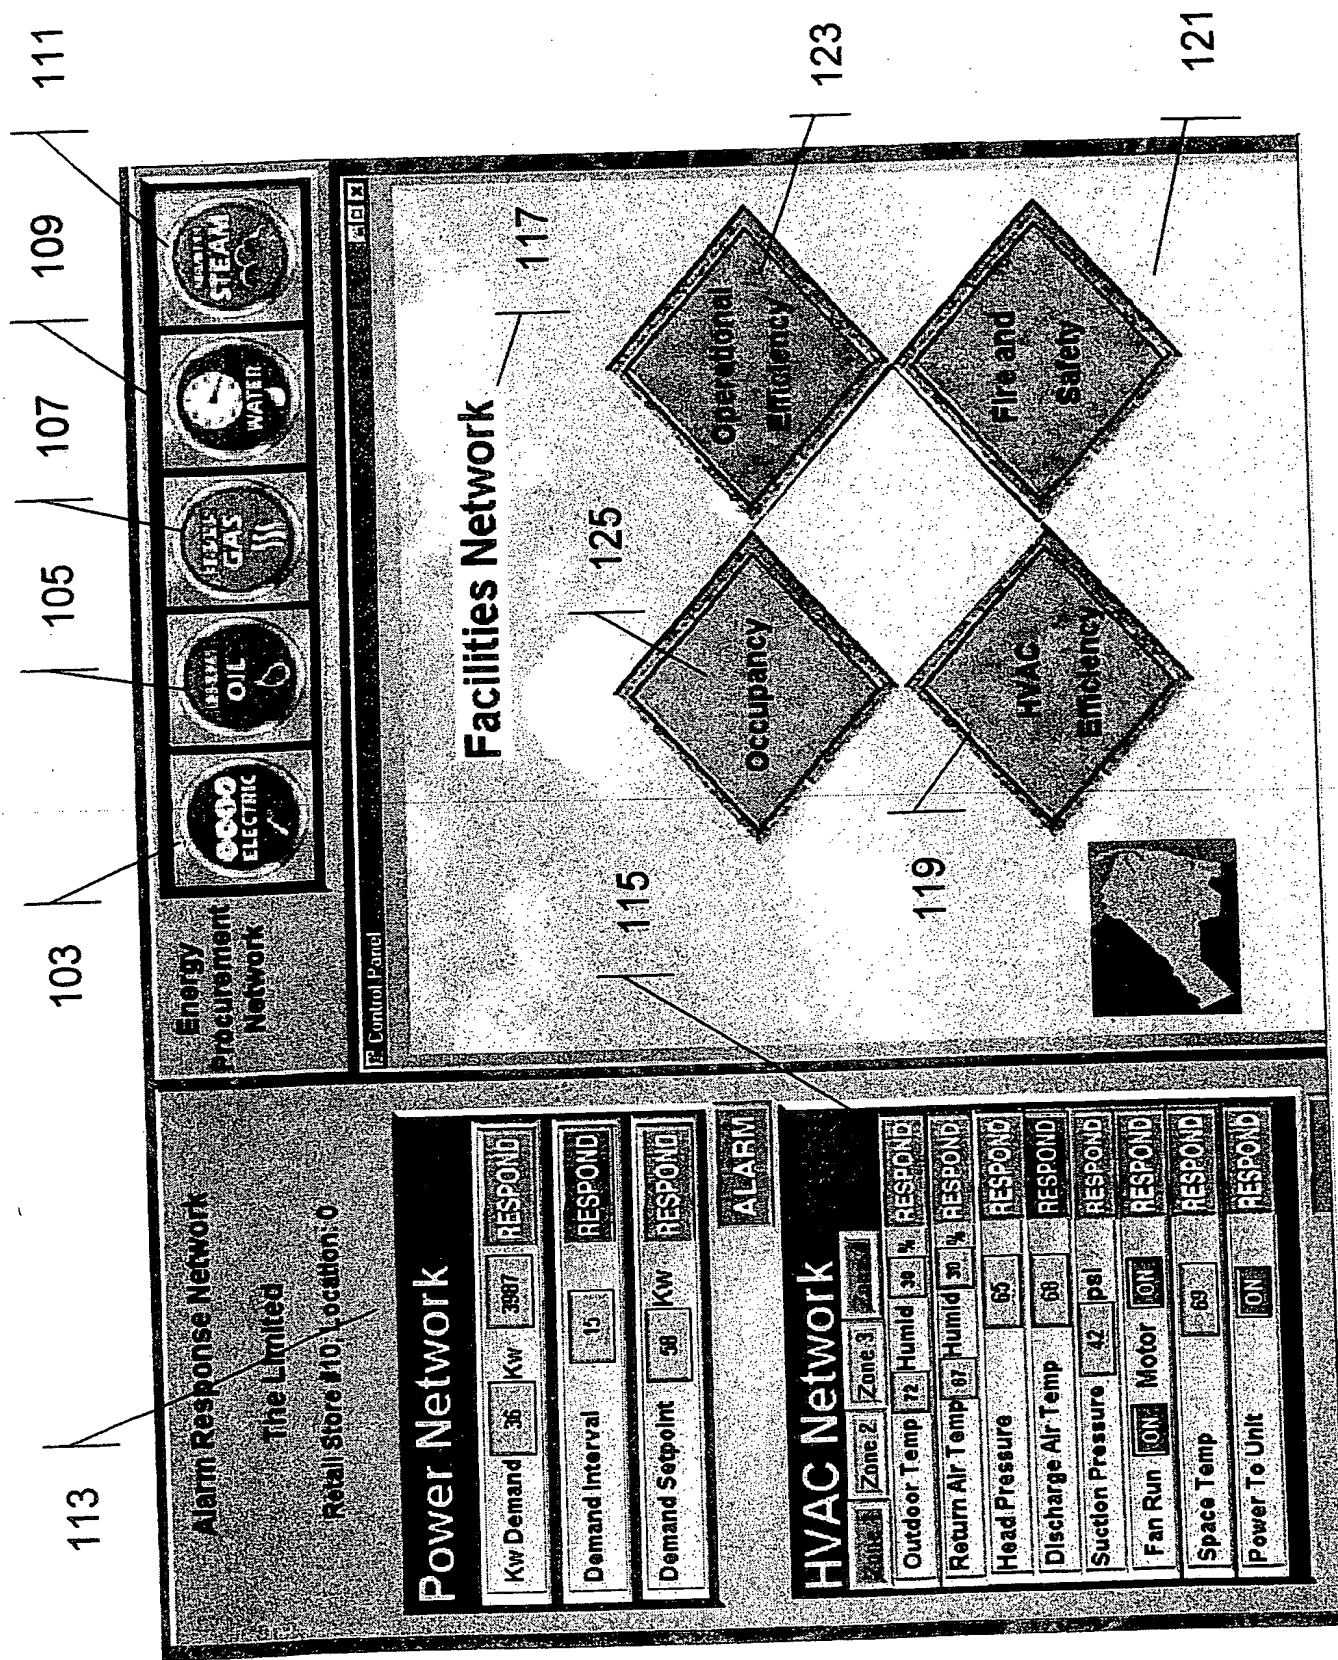 113
115
103
105
107
109
111
117
125
119
123
121
Alarm Response Network
The Limited
Retail Store #10, Location: 0
Power Network
Kw Demand 36 Kw 3987 RESPOND
Demand Interval 15 RESPOND
Demand Setpoint 58 KW RESPOND
ALARM
HVAC Network
Zone 2 Zone 3
Outdoor Temp 72 Humid 30 % RESPOND
Return Air Temp 67 Humid 30 % RESPOND
Head Pressure 65 RESPOND
Discharge Air Temp 68 RESPOND
Suction Pressure 42 psi RESPOND
Fan Run ON Motor ON RESPOND
Space Temp 69 RESPOND
Power To Unit ON RESPOND
Energy
Procurement
Network
ELECTRIC
OIL
GAS
WATER
STEAM
Control Panel
Facilities Network
Occupancy
Operational
Efficiency
HVAC
Efficiency
Fire and
Safety